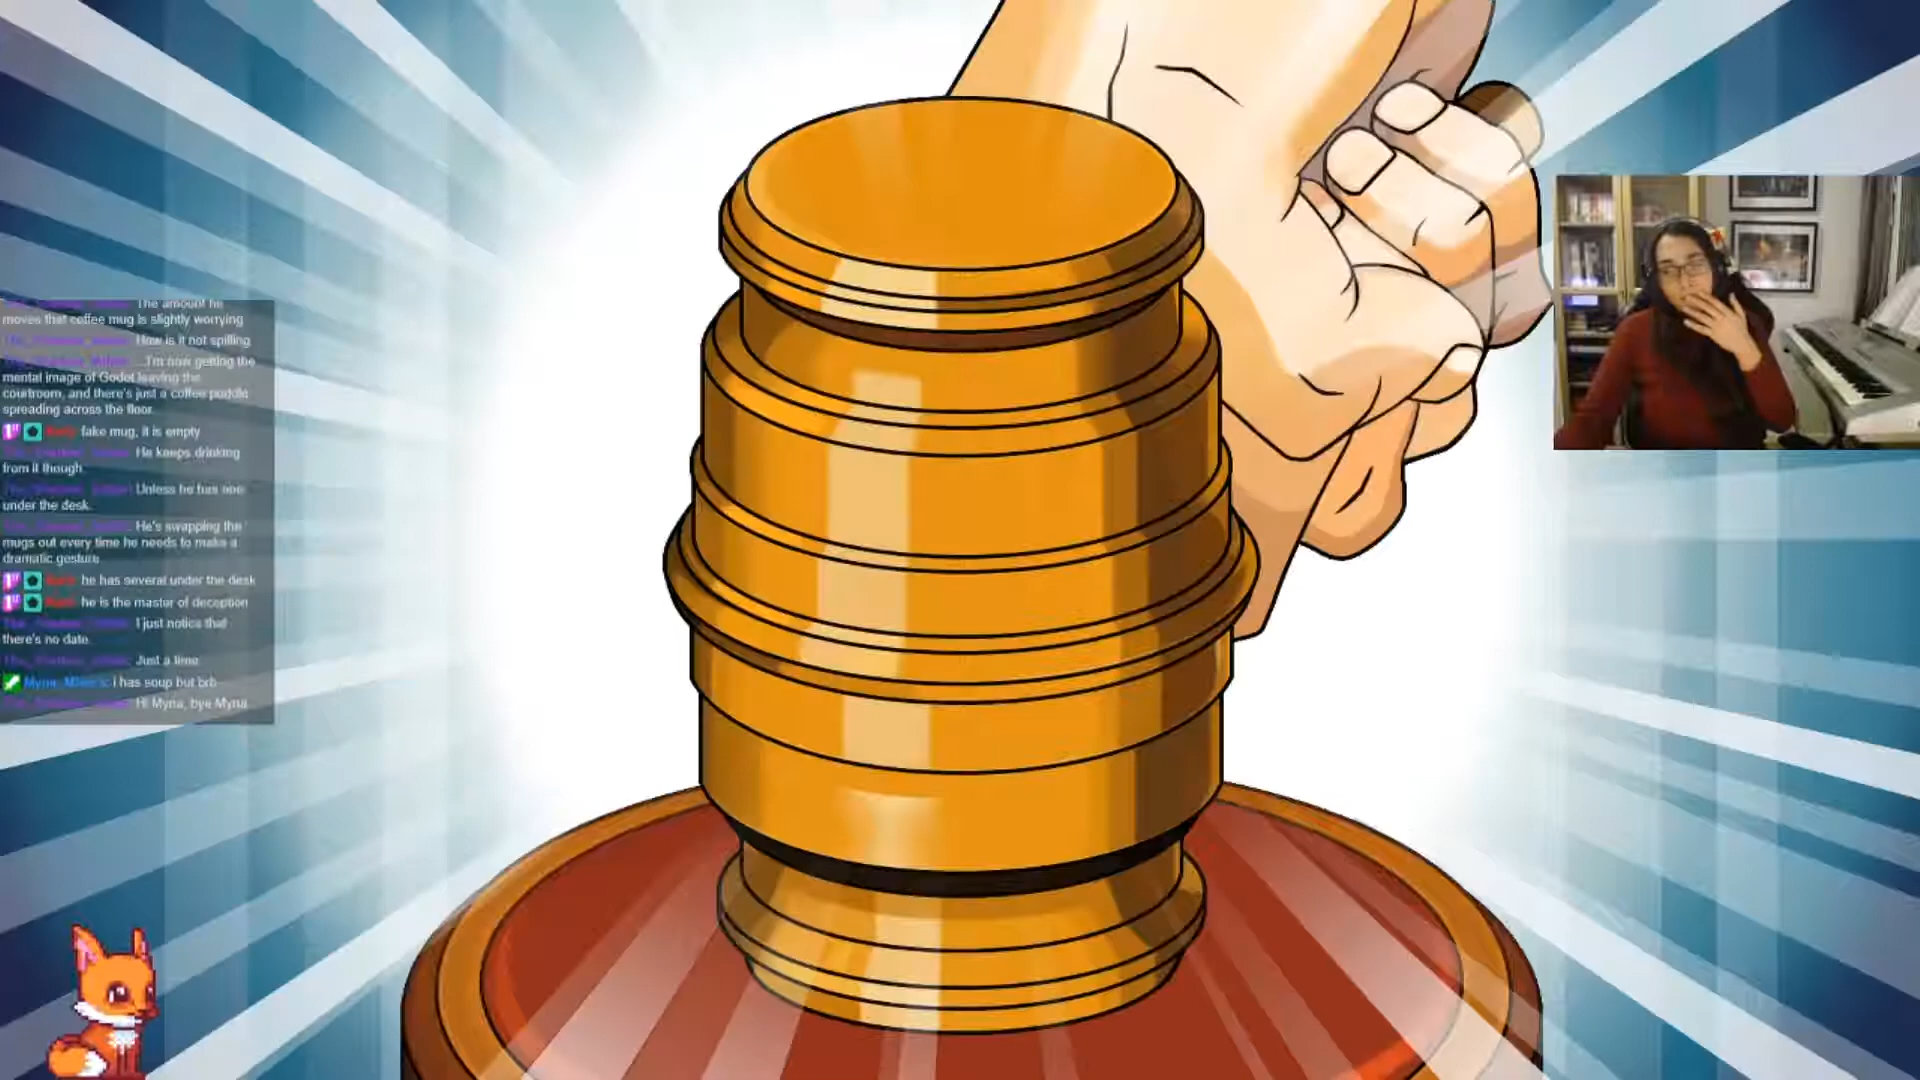 The amount he
moves that coffee mug is slightly worrying
How is it not spilling
...I'm now getting the
mental image of Godot leaving the
courtroom, and there's just a coffee puddle
spreading across the floor.
fake mug, it is empty
He keeps drinking
from it though.
Unless he has one
under the desk.
He's swapping the
mugs out every time he needs to make a
dramatic gesture
he has several under the desk
he is the master of deception
I just notice that
there's no date.
Just a time.
i has soup but brb
Hi Myna, bye Myna